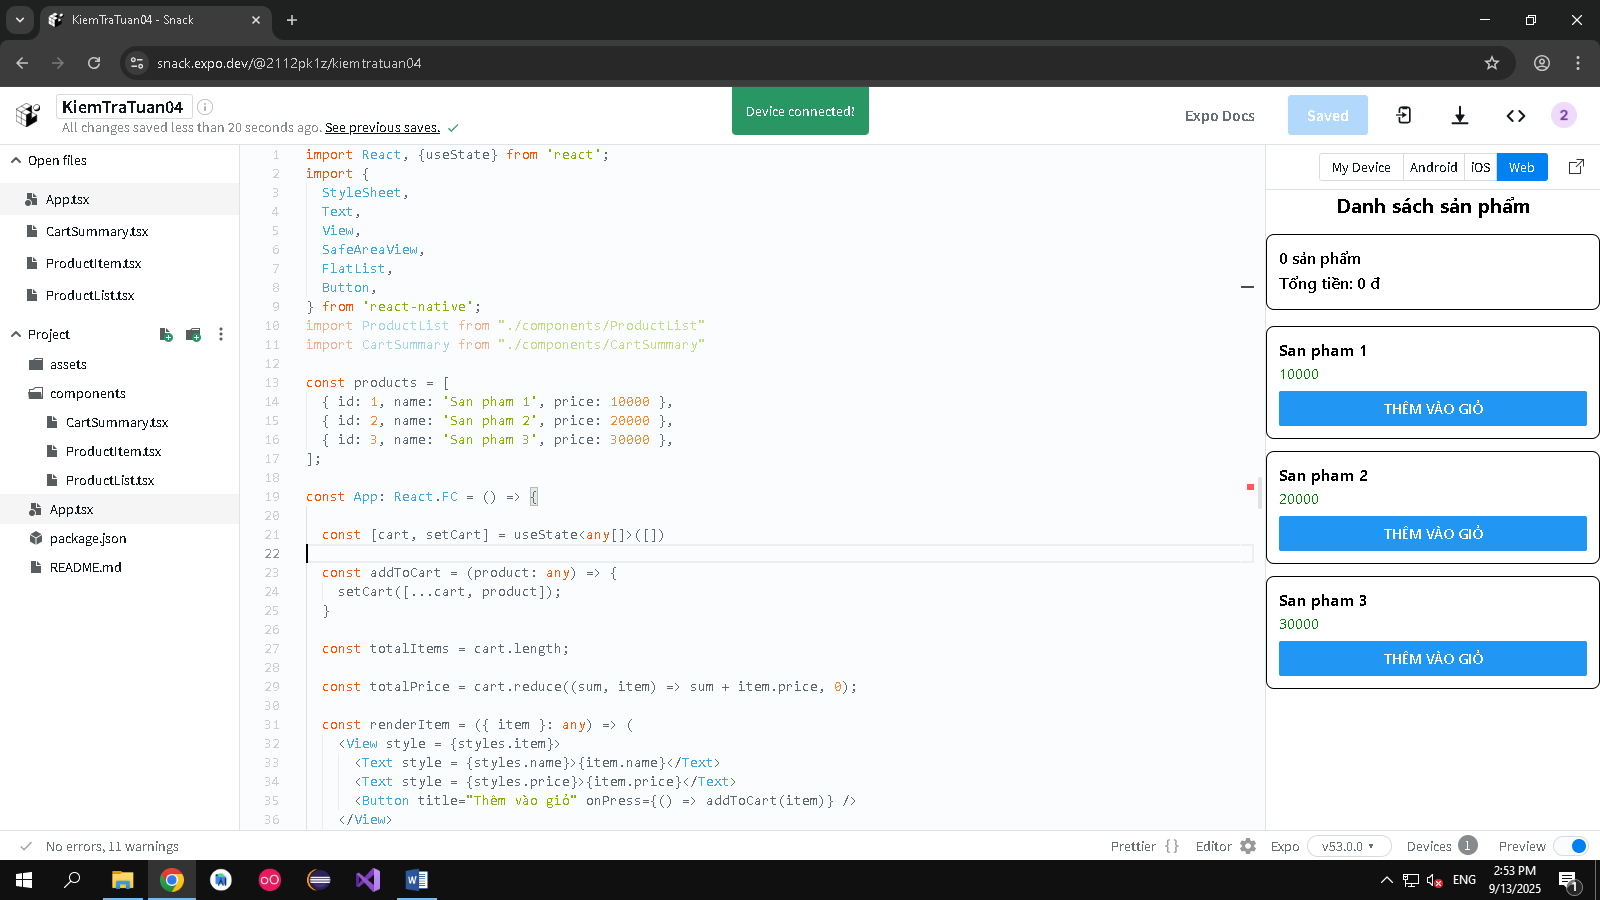 KiemTraTuan04 - Snack
snack.expo.dev/@2112pk1z/kiemtratuan04
KiemTraTuan04
All changes saved less than 20 seconds ago. See previous saves.
Device connected!
Expo Docs
Saved
2
Open files
App.tsx
CartSummary.tsx
ProductItem.tsx
ProductList.tsx
Project
assets
components
CartSummary.tsx
ProductItem.tsx
ProductList.tsx
App.tsx
package.json
README.md
1 import React, {useState} from 'react';
2 import {
3 StyleSheet,
4 Text,
5 View,
6 SafeAreaView,
7 FlatList,
8 Button,
9 } from 'react-native';
10 import ProductList from "./components/ProductList"
11 import CartSummary from "./components/CartSummary"
12
13 const products = [
14 { id: 1, name: 'San pham 1', price: 10000 },
15 { id: 2, name: 'San pham 2', price: 20000 },
16 { id: 3, name: 'San pham 3', price: 30000 },
17 ];
18
19 const App: React.FC = () => {
20
21 const [cart, setCart] = useState<any[]>([])
22
23 const addToCart = (product: any) => {
24 setCart([...cart, product]);
25 }
26
27 const totalItems = cart.length;
28
29 const totalPrice = cart.reduce((sum, item) => sum + item.price, 0);
30
31 const renderItem = ({ item }: any) => (
32 <View style = {styles.item}>
33 <Text style = {styles.name}>{item.name}</Text>
34 <Text style = {styles.price}>{item.price}</Text>
35 <Button title="Thêm vào giỏ" onPress={() => addToCart(item)} />
36 </View>
My Device Android iOS Web
Danh sách sản phẩm
0 sản phẩm
Tổng tiền: 0 đ
San pham 1
10000
THÊM VÀO GIỎ
San pham 2
20000
THÊM VÀO GIỎ
San pham 3
30000
THÊM VÀO GIỎ
No errors, 11 warnings
Prettier { } Editor Expo v53.0.0 Devices 1 Preview
ENG
2:53 PM
9/13/2025
1